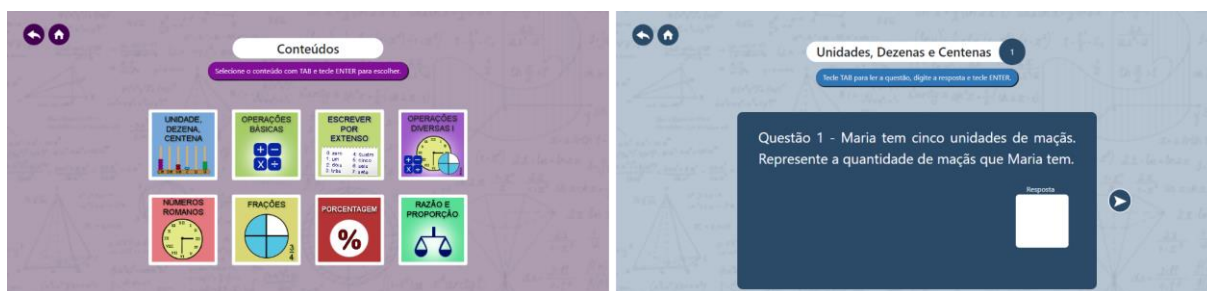 Conteúdos
Selecione o conteúdo com TAB e tecle ENTER para escolher.
UNIDADE,
DEZENA,
CENTENA
OPERAÇÕES
BÁSICAS
ESCREVER
POR
EXTENSO
OPERAÇÕES
DIVERSAS I
NÚMEROS
ROMANOS
FRAÇÕES
3
4
PORCENTAGEM
%
RAZÃO E
PROPORÇÃO
Unidades, Dezenas e Centenas 1
Tecle TAB para ler a questão, digite a resposta e tecle ENTER.
Questão 1 - Maria tem cinco unidades de maçãs.
Represente a quantidade de maçãs que Maria tem.
Resposta